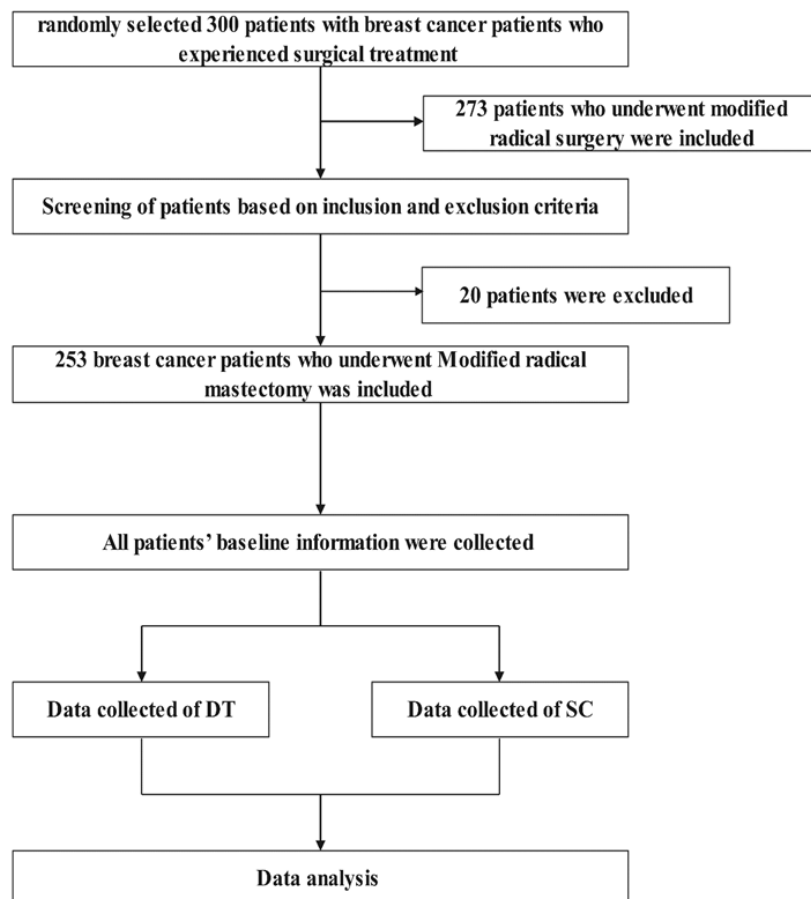 randomly selected 300 patients with breast cancer patients who
experienced surgical treatment
273 patients who underwent modified
radical surgery were included
Screening of patients based on inclusion and exclusion criteria
20 patients were excluded
253 breast cancer patients who underwent Modified radical
mastectomy was included
All patients’ baseline information were collected
Data collected of DT
Data collected of SC
Data analysis